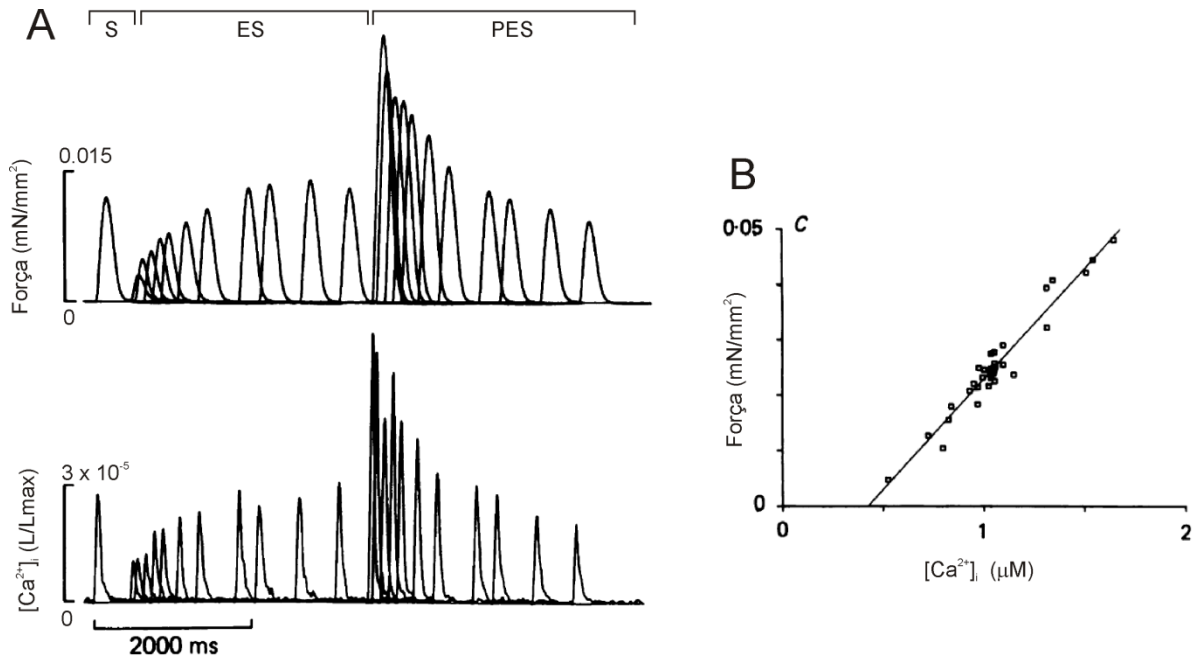 A
S
ES
PES
Força (mN/mm²)
0.015
0
[Ca²⁺]ᵢ (L/Lmax)
3 x 10⁻⁵
0
2000 ms
B
C
Força (mN/mm²)
0·05
0
0
1
2
[Ca²⁺]ᵢ (μM)